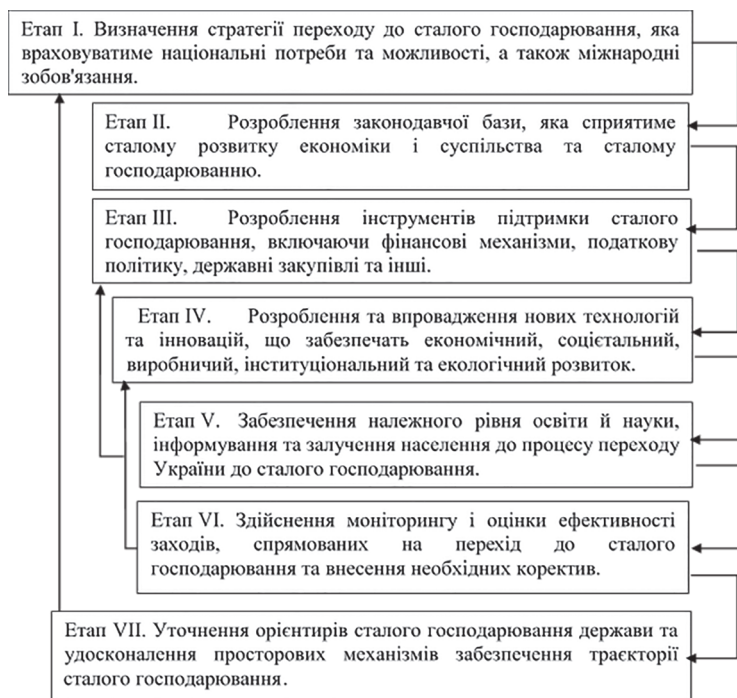 Етап І. Визначення стратегії переходу до сталого господарювання, яка
враховуватиме національні потреби та можливості, а також міжнародні
зобов'язання.
Етап ІІ. Розроблення законодавчої бази, яка сприятиме
сталому розвитку економіки і суспільства та сталому
господарюванню.
Етап ІІІ. Розроблення інструментів підтримки сталого
господарювання, включаючи фінансові механізми, податкову
політику, державні закупівлі та інші.
Етап IV. Розроблення та впровадження нових технологій
та інновацій, що забезпечать економічний, соцієтальний,
виробничий, інституціональний та екологічний розвиток.
Етап V. Забезпечення належного рівня освіти й науки,
інформування та залучення населення до процесу переходу
України до сталого господарювання.
Етап VI. Здійснення моніторингу і оцінки ефективності
заходів, спрямованих на перехід до сталого
господарювання та внесення необхідних коректив.
Етап VII. Уточнення орієнтирів сталого господарювання держави та
удосконалення просторових механізмів забезпечення траєкторії
сталого господарювання.